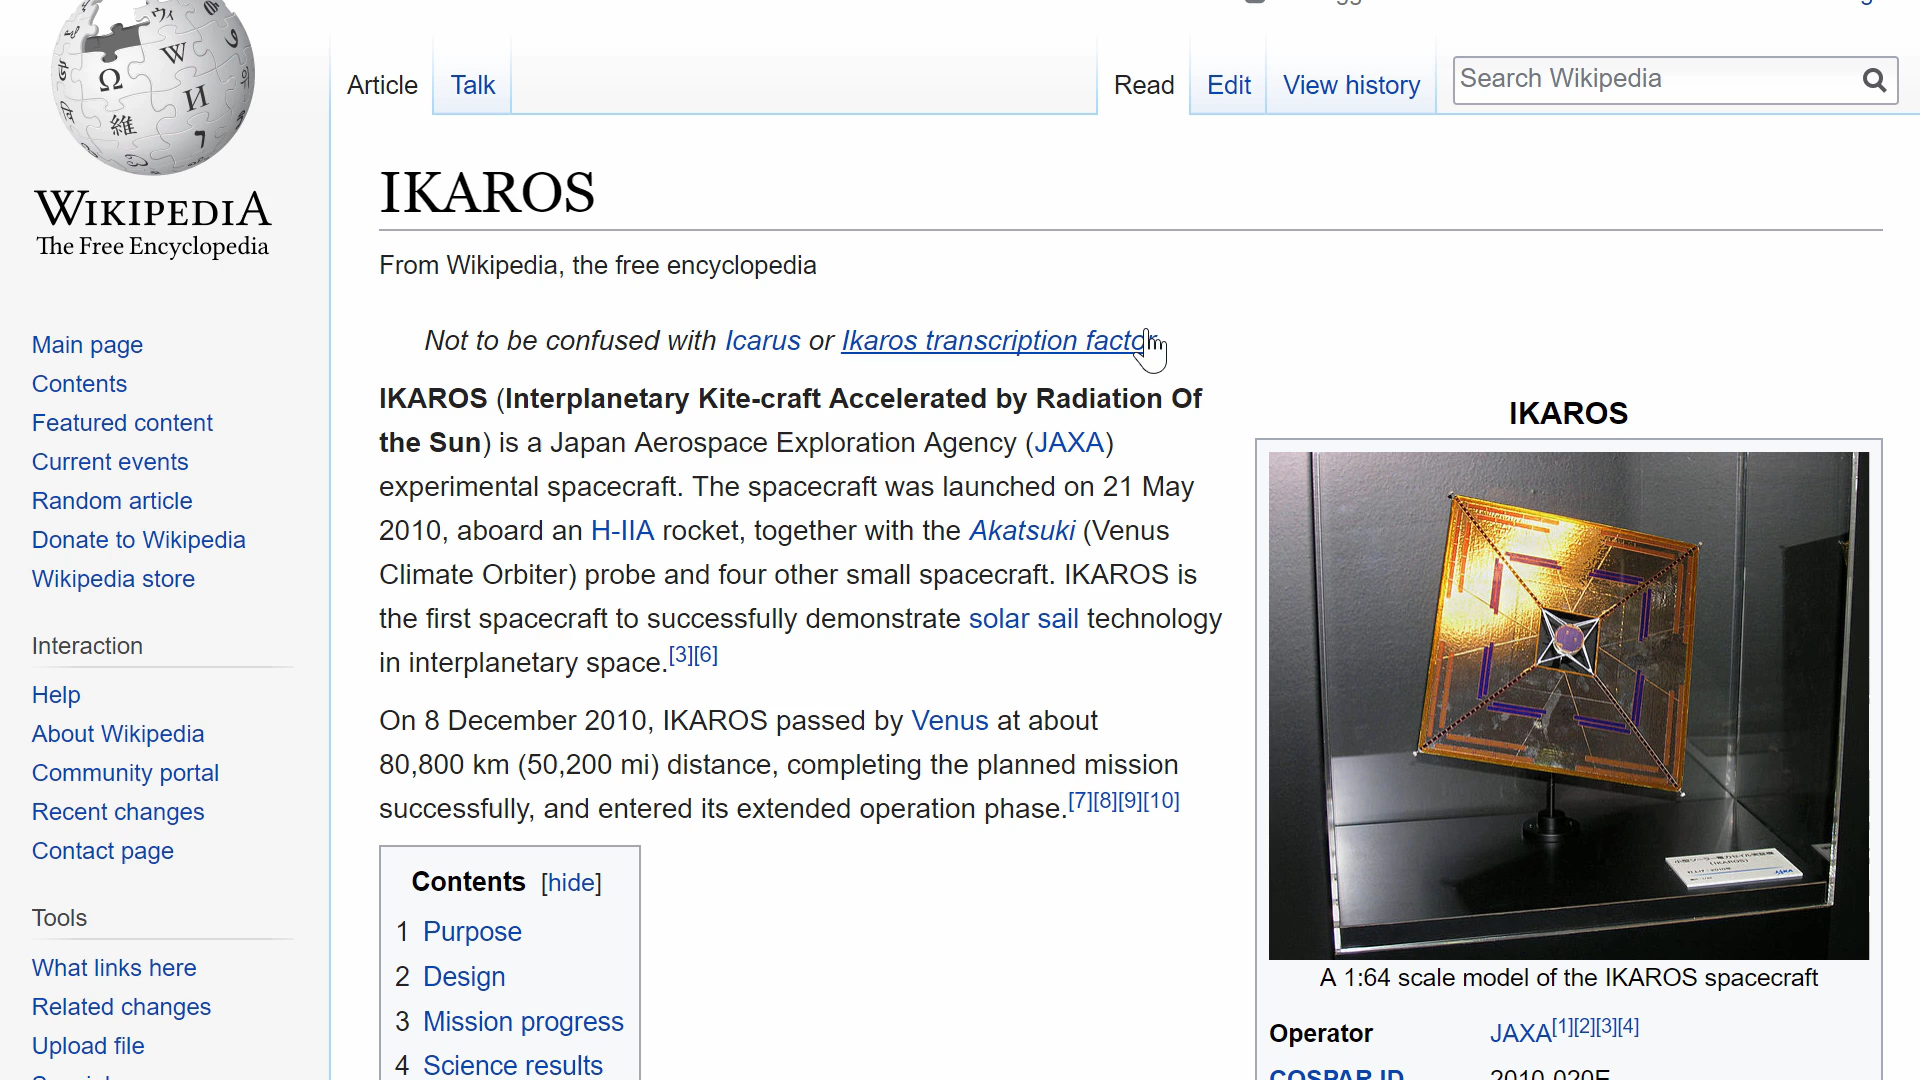 Article
Talk
Read
Edit
View history
Search Wikipedia
WIKIPEDIA
The Free Encyclopedia
Main page
Contents
Featured content
Current events
Random article
Donate to Wikipedia
Wikipedia store
Interaction
Help
About Wikipedia
Community portal
Recent changes
Contact page
Tools
What links here
Related changes
Upload file
IKAROS
From Wikipedia, the free encyclopedia
Not to be confused with Icarus or Ikaros transcription factor.
IKAROS (Interplanetary Kite-craft Accelerated by Radiation Of
the Sun) is a Japan Aerospace Exploration Agency (JAXA)
experimental spacecraft. The spacecraft was launched on 21 May
2010, aboard an H-IIA rocket, together with the Akatsuki (Venus
Climate Orbiter) probe and four other small spacecraft. IKAROS is
the first spacecraft to successfully demonstrate solar sail technology
in interplanetary space.[3][6]
On 8 December 2010, IKAROS passed by Venus at about
80,800 km (50,200 mi) distance, completing the planned mission
successfully, and entered its extended operation phase.[7][8][9][10]
Contents [hide]
1 Purpose
2 Design
3 Mission progress
4 Science results
IKAROS
A 1:64 scale model of the IKAROS spacecraft
Operator JAXA[1][2][3][4]
COSPAR ID 2010-020E